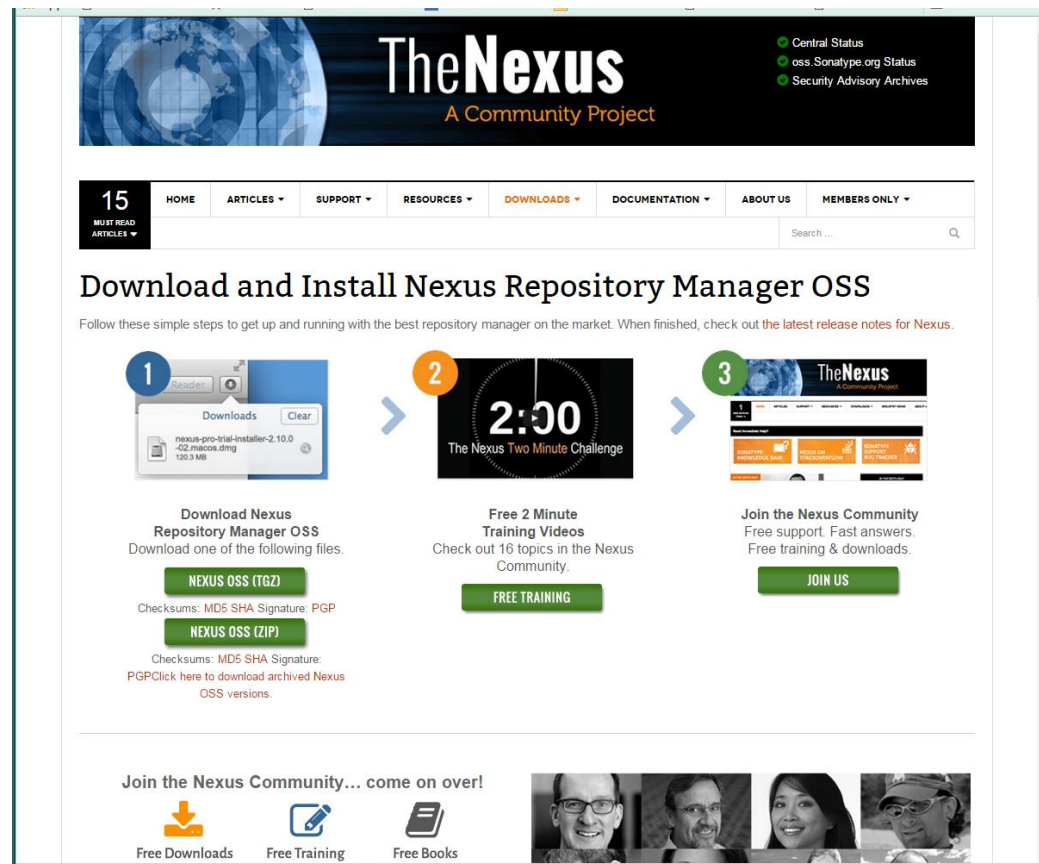 TheNexus
A Community Project
Central Status
oss.Sonatype.org Status
Security Advisory Archives
15
MUST READ
ARTICLES
HOME
ARTICLES
SUPPORT
RESOURCES
DOWNLOADS
DOCUMENTATION
ABOUT US
MEMBERS ONLY
Search ...
Download and Install Nexus Repository Manager OSS
Follow these simple steps to get up and running with the best repository manager on the market. When finished, check out the latest release notes for Nexus.
1
Reader
Downloads
Clear
nexus-pro-trial-installer-2.10.0
-02.macos.dmg
120.3 MB
2
2:00
The Nexus Two Minute Challenge
3
TheNexus
A Community Project
Download Nexus
Repository Manager OSS
Download one of the following files.
NEXUS OSS (TGZ)
Checksums: MD5 SHA Signature: PGP
NEXUS OSS (ZIP)
Checksums: MD5 SHA Signature:
PGPClick here to download archived Nexus
OSS versions.
Free 2 Minute
Training Videos
Check out 16 topics in the Nexus
Community.
FREE TRAINING
Join the Nexus Community
Free support. Fast answers.
Free training & downloads.
JOIN US
Join the Nexus Community… come on over!
Free Downloads
Free Training
Free Books